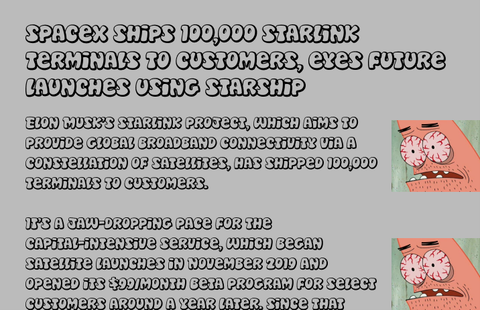 SPACEX SHIPS 100,000 STARLINK
TERMINALS TO CUSTOMERS, EYES FUTURE
LAUNCHES USING STARSHIP
ELON MUSK'S STARLINK PROJECT, WHICH AIMS TO
PROVIDE GLOBAL BROADBAND CONNECTIVITY VIA A
CONSTELLATION OF SATELLITES, HAS SHIPPED 100,000
TERMINALS TO CUSTOMERS.
IT'S A JAW-DROPPING PACE FOR THE
CAPITAL-INTENSIVE SERVICE, WHICH BEGAN
SATELLITE LAUNCHES IN NOVEMBER 2019 AND
OPENED ITS $99/MONTH BETA PROGRAM FOR SELECT
CUSTOMERS AROUND A YEAR LATER. SINCE THAT